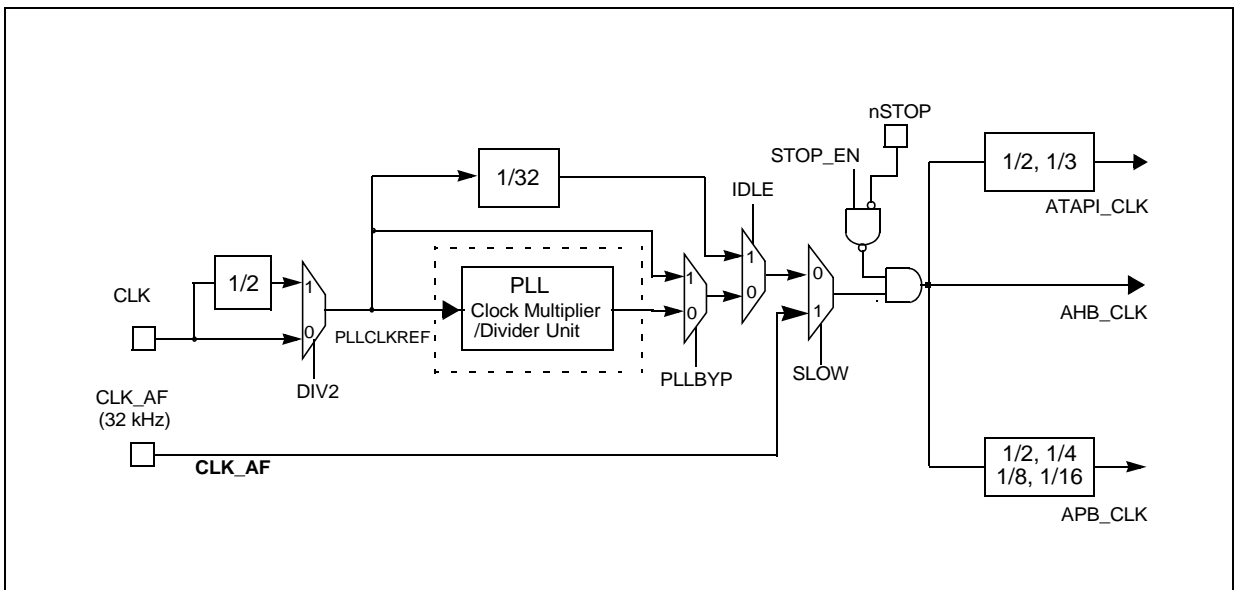 nSTOP
STOP_EN
1/2, 1/3
1/32
IDLE
ATAPI_CLK
1
0
1/2
1
0
CLK
PLL
Clock Multiplier
/Divider Unit
1
0
0
1
AHB_CLK
PLLCLKREF
DIV2
PLLBYP
SLOW
CLK_AF
(32 kHz)
CLK_AF
1/2, 1/4
1/8, 1/16
APB_CLK